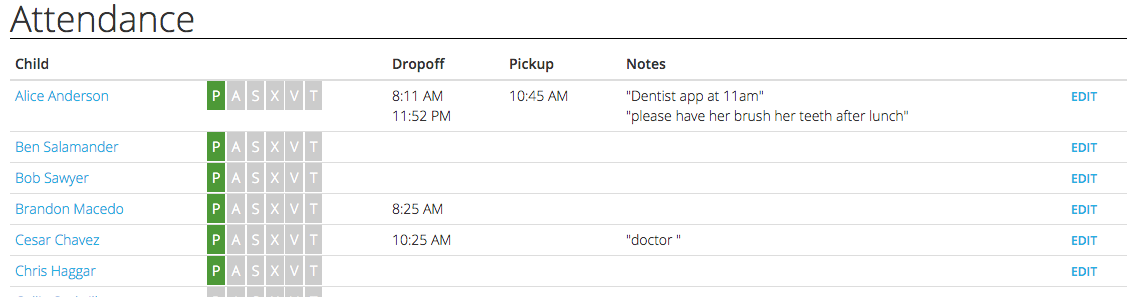 Attendance
Child Dropoff Pickup Notes
Alice Anderson P A S X V T 8:11 AM 10:45 AM "Dentist app at 11am" EDIT
11:52 PM "please have her brush her teeth after lunch"
Ben Salamander P A S X V T EDIT
Bob Sawyer P A S X V T EDIT
Brandon Macedo P A S X V T 8:25 AM EDIT
Cesar Chavez P A S X V T 10:25 AM "doctor " EDIT
Chris Haggar P A S X V T EDIT